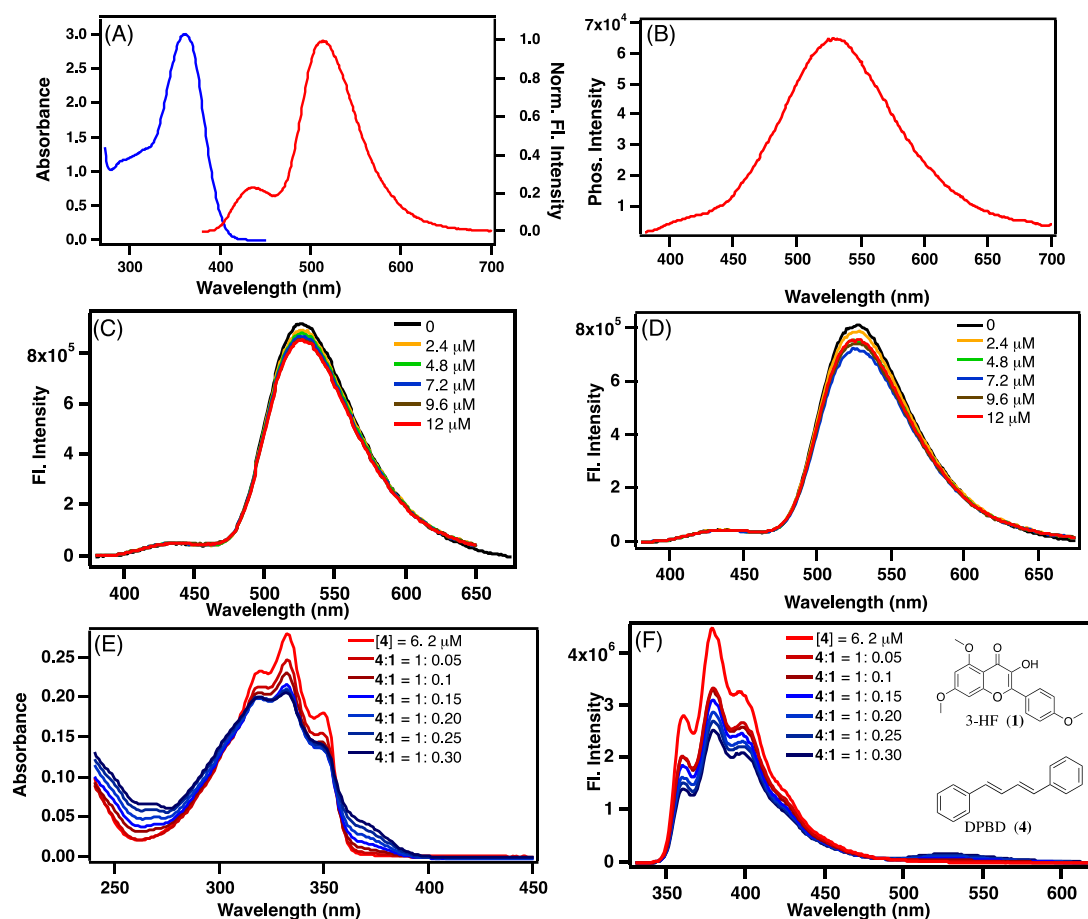 (A)
Absorbance
3.0
2.5
2.0
1.5
1.0
0.5
0.0
1.0
0.8
0.6
0.4
0.2
0.0
Norm. Fl. Intensity
300 400 500 600 700
Wavelength (nm)
(B)
Phos. Intensity
7x10⁴
6
5
4
3
2
1
400 450 500 550 600 650 700
Wavelength (nm)
(C)
Fl. Intensity
8x10⁵
6
4
2
0
0
2.4 μM
4.8 μM
7.2 μM
9.6 μM
12 μM
400 450 500 550 600 650
Wavelength (nm)
(D)
Fl. Intensity
8x10⁵
6
4
2
0
0
2.4 μM
4.8 μM
7.2 μM
9.6 μM
12 μM
400 450 500 550 600 650
Wavelength (nm)
(E)
Absorbance
0.25
0.20
0.15
0.10
0.05
0.00
[4] = 6. 2 μM
4:1 = 1: 0.05
4:1 = 1: 0.1
4:1 = 1: 0.15
4:1 = 1: 0.20
4:1 = 1: 0.25
4:1 = 1: 0.30
250 300 350 400 450
Wavelength (nm)
(F)
Fl. Intensity
4x10⁶
3
2
1
0
[4] = 6. 2 μM
4:1 = 1: 0.05
4:1 = 1: 0.1
4:1 = 1: 0.15
4:1 = 1: 0.20
4:1 = 1: 0.25
4:1 = 1: 0.30
O
O
OH
O
O
O
3-HF (1)
DPBD (4)
350 400 450 500 550 600
Wavelength (nm)